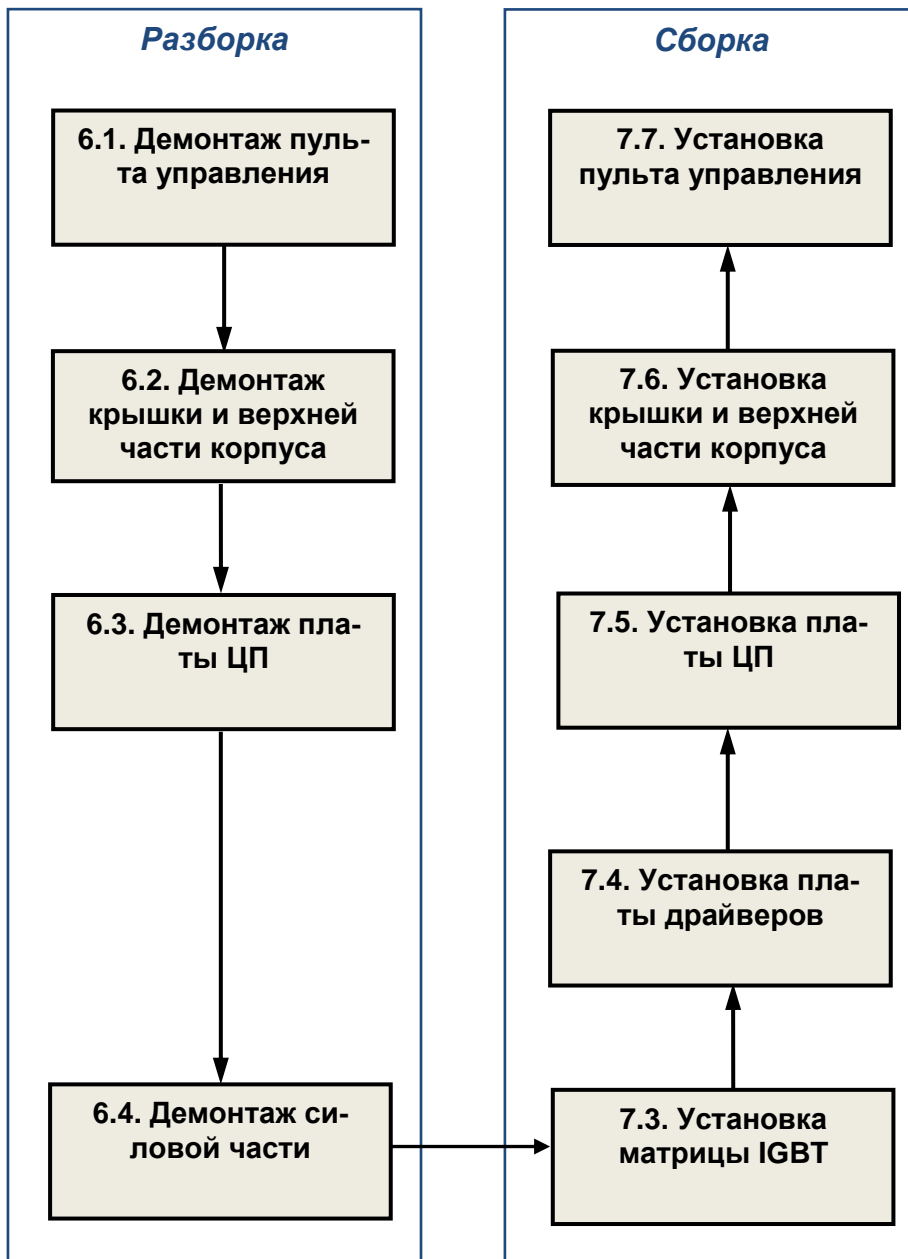 Разборка
6.1. Демонтаж пуль-
та управления
6.2. Демонтаж
крышки и верхней
части корпуса
6.3. Демонтаж пла-
ты ЦП
6.4. Демонтаж си-
ловой части
Сборка
7.7. Установка
пульта управления
7.6. Установка
крышки и верхней
части корпуса
7.5. Установка пла-
ты ЦП
7.4. Установка пла-
ты драйверов
7.3. Установка
матрицы IGBT